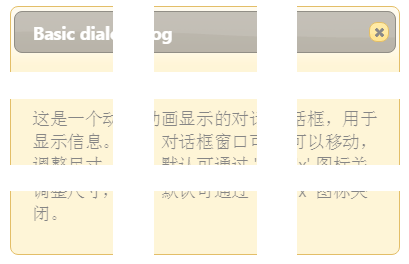 Basic dialog
这是一个动画显示的对话框，用于
显示信息。对话框窗口可以移动，
调整尺寸，默认可通过 'x' 图标关
闭。